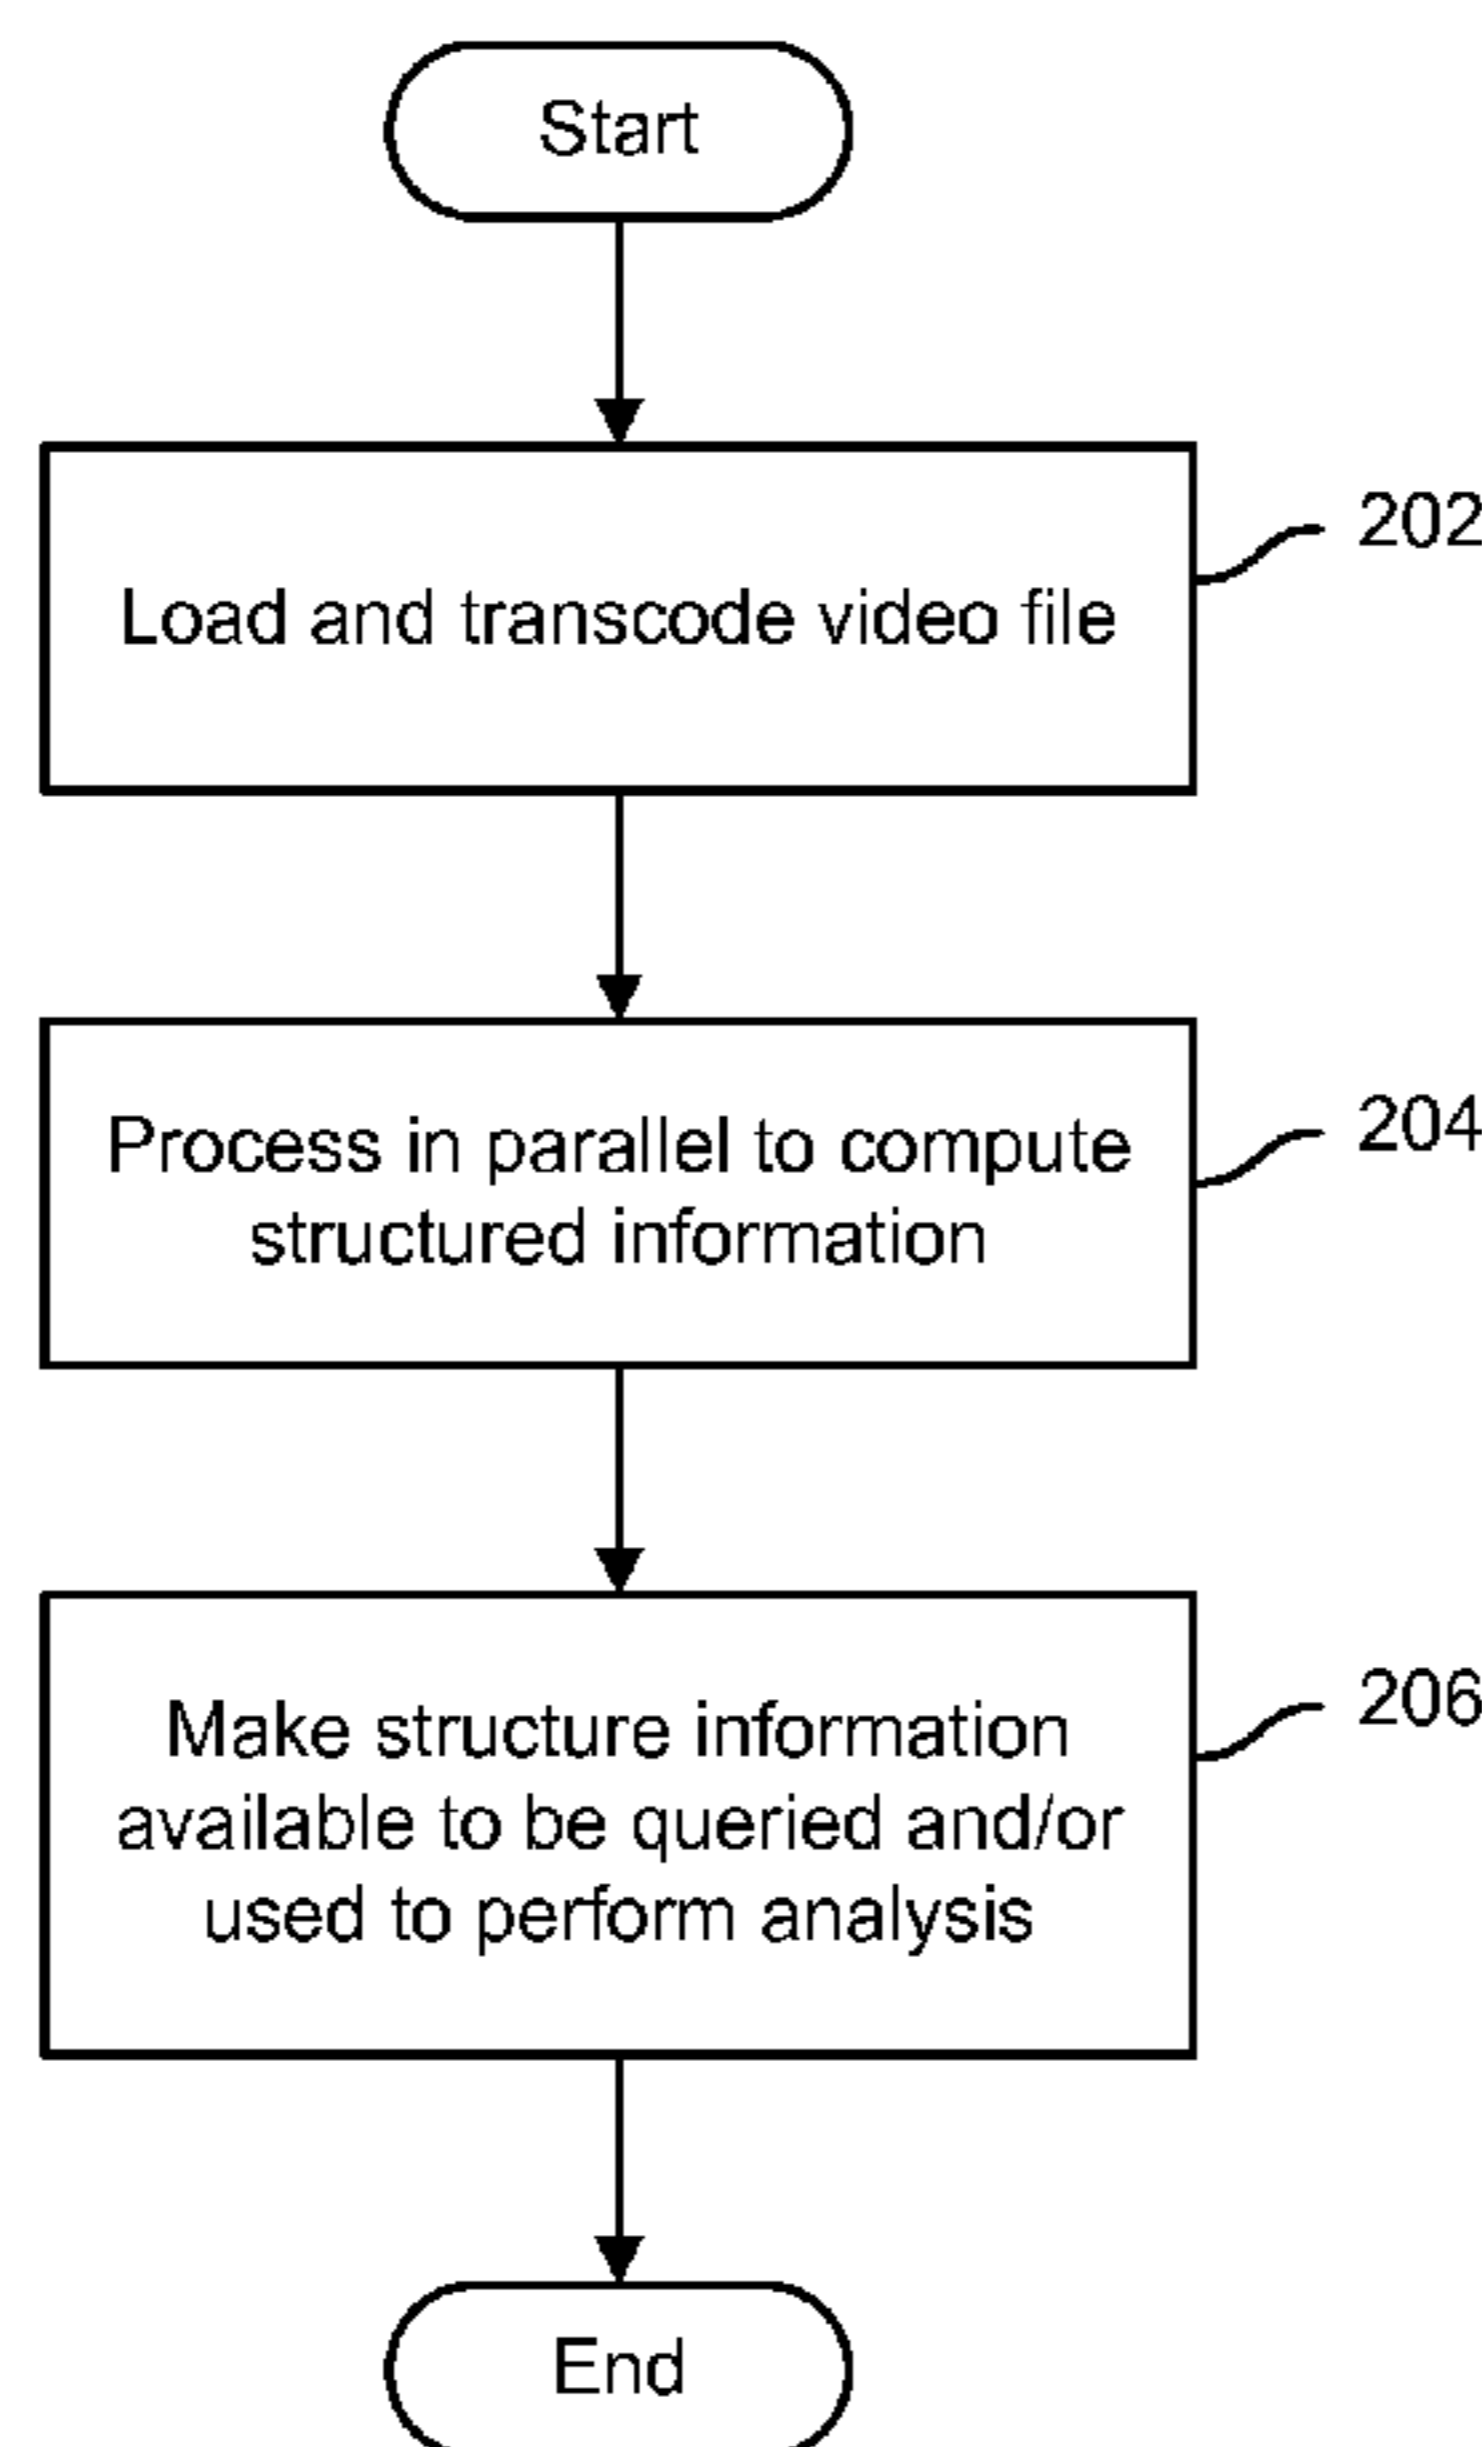 Start
Load and transcode video file
202
Process in parallel to compute
structured information
204
Make structure information
available to be queried and/or
used to perform analysis
206
End